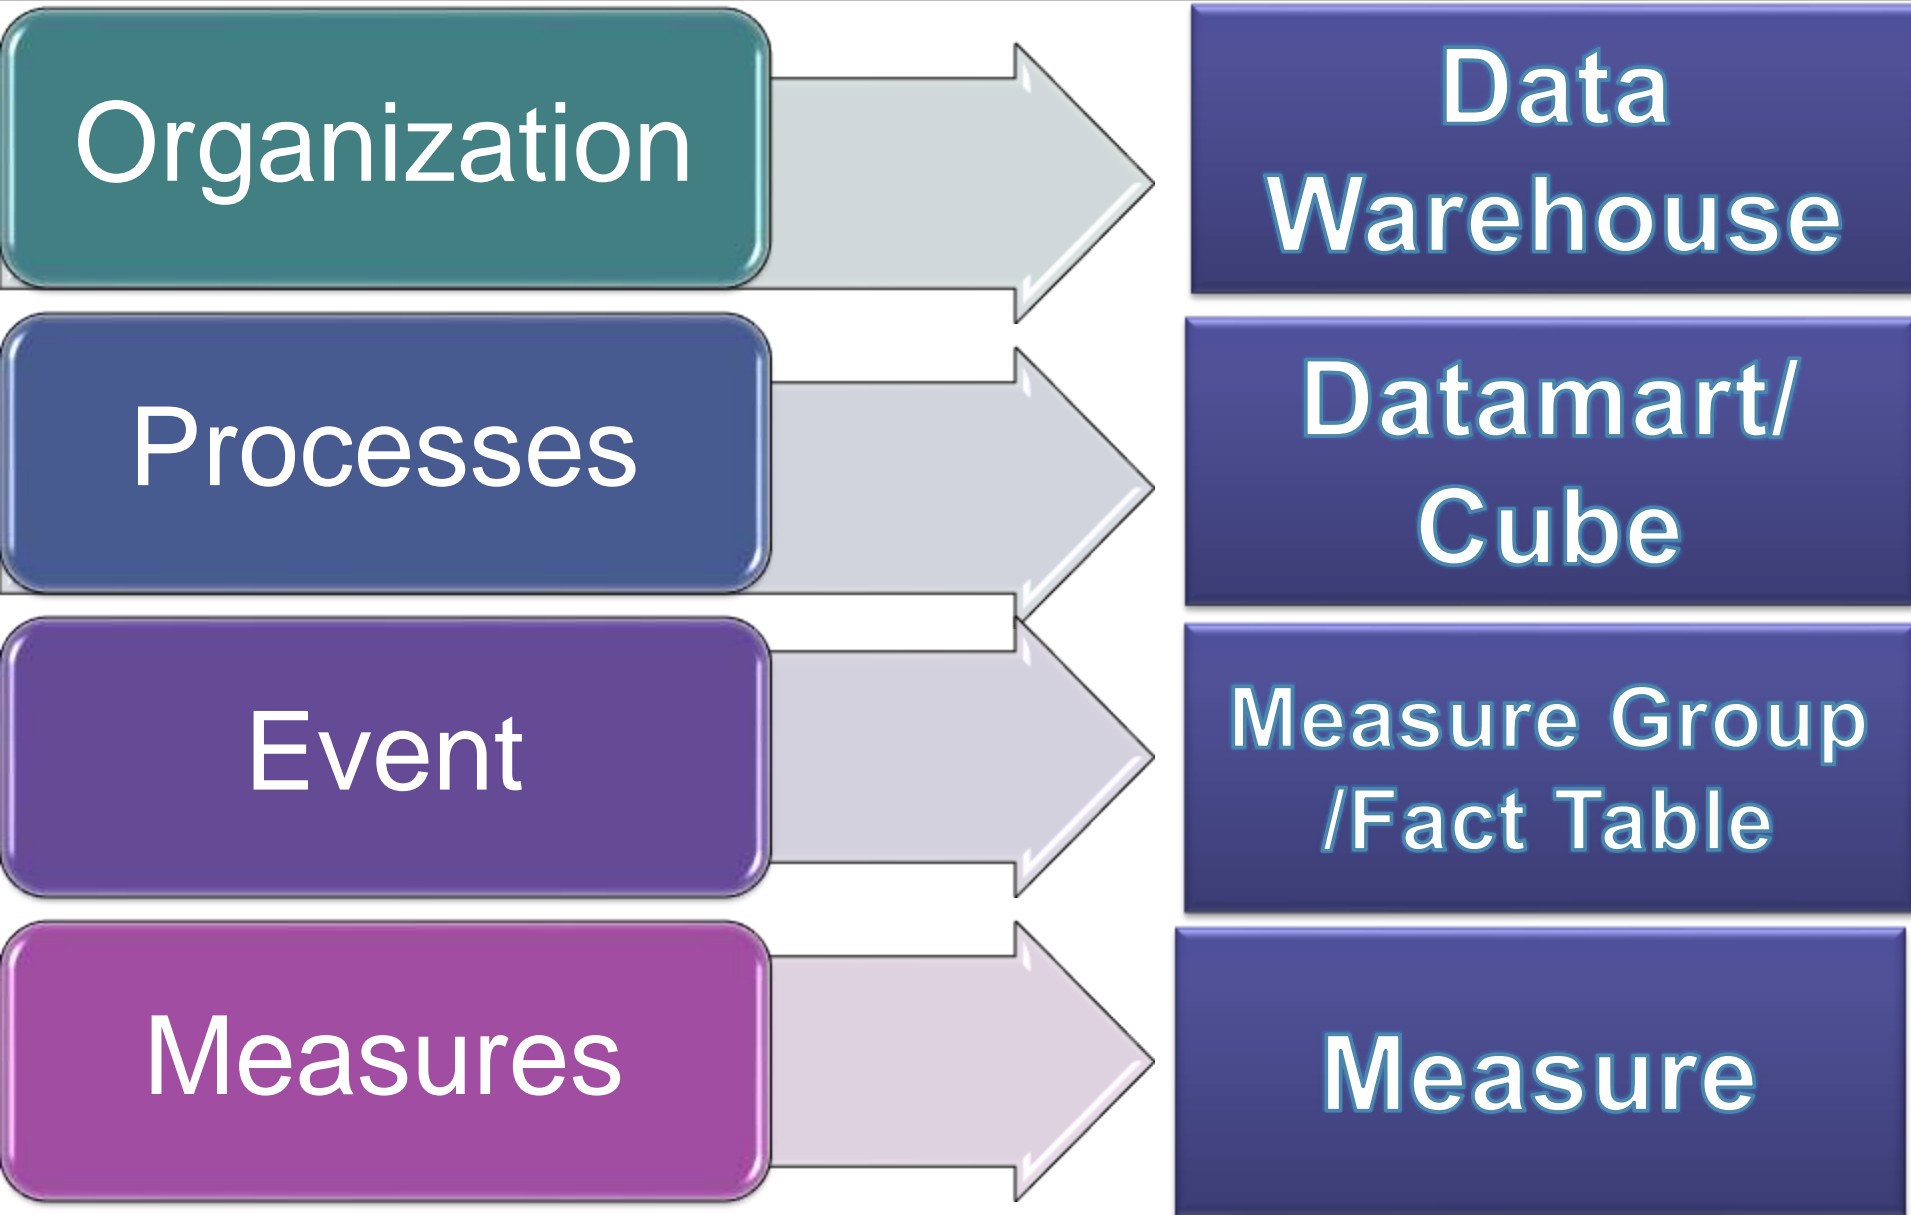 Organization
Data
Warehouse
Processes
Datamart/
Cube
Event
Measure Group
/Fact Table
Measures
Measure